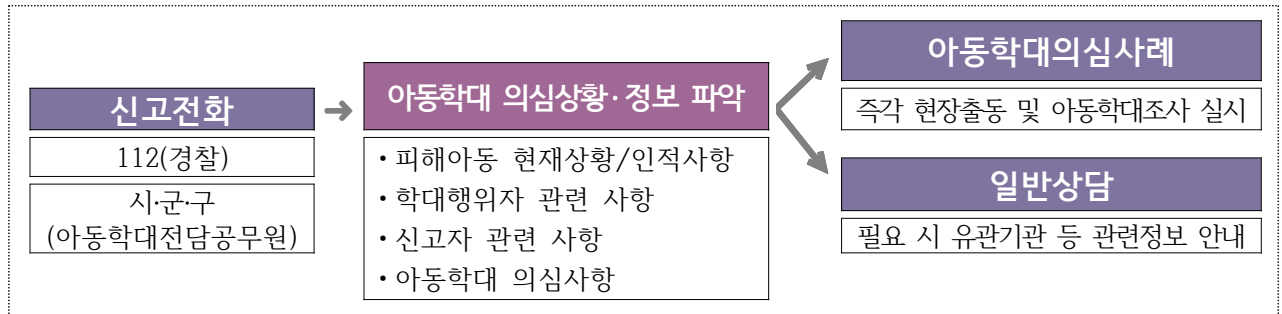 신고전화
112(경찰)
시·군·구
(아동학대전담공무원)
➜
아동학대 의심상황·정보 파악
·피해아동 현재상황/인적사항
·학대행위자 관련 사항
·신고자 관련 사항
·아동학대 의심사항
아동학대의심사례
즉각 현장출동 및 아동학대조사 실시
일반상담
필요 시 유관기관 등 관련정보 안내